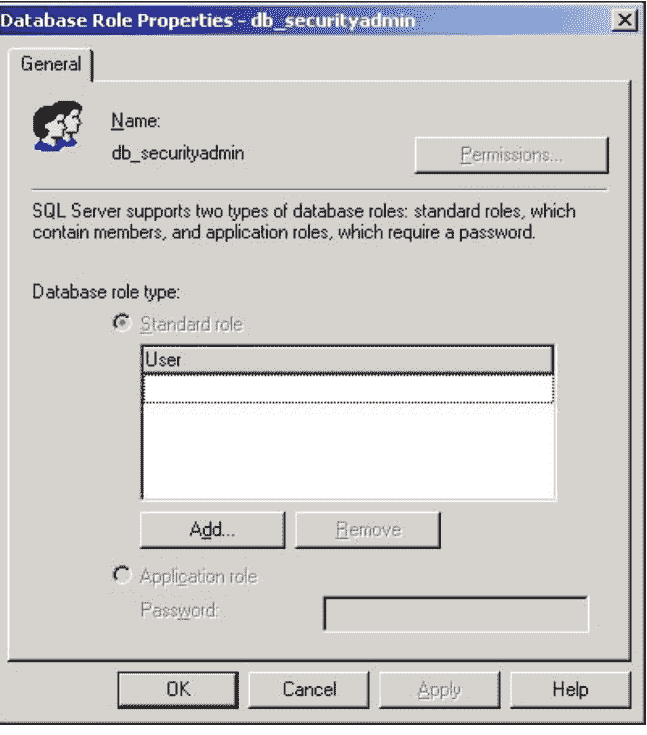 Database Role Properties - db_securityadmin
General
Name:
db_securityadmin
Permissions...
SQL Server supports two types of database roles: standard roles, which
contain members, and application roles, which require a password.
Database role type:
Standard role
User
Add... Remove
Application role
Password:
OK Cancel Apply Help